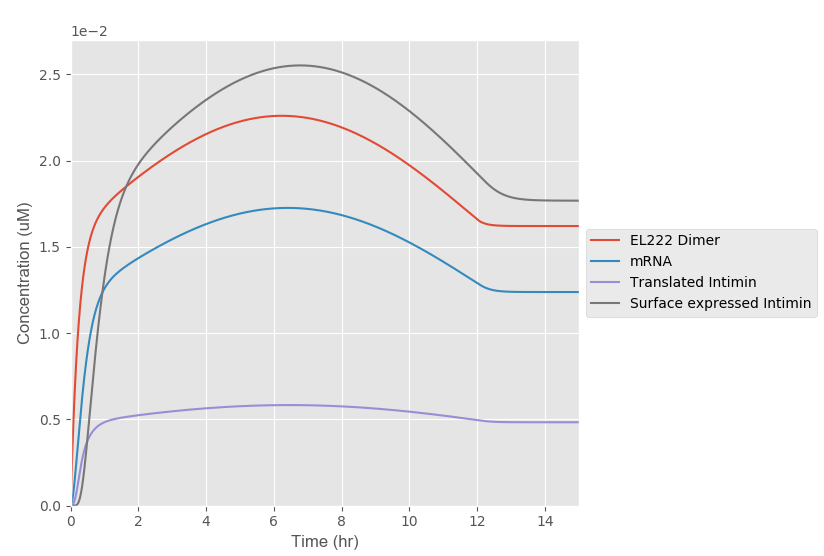 1e−2
2.5
2.0
1.5
1.0
0.5
0.0
Concentration (uM)
0 2 4 6 8 10 12 14
Time (hr)
EL222 Dimer
mRNA
Translated Intimin
Surface expressed Intimin